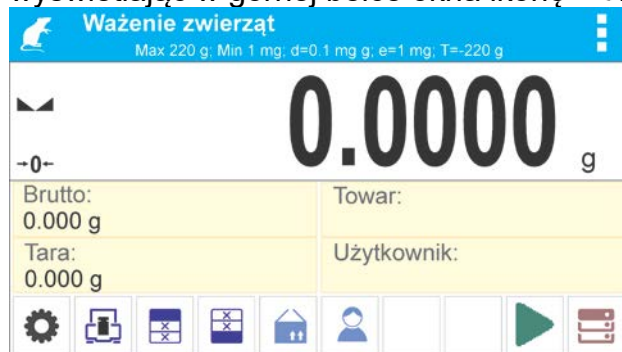 Ważenie zwierząt
Max 220 g; Min 1 mg; d=0.1 mg g; e=1 mg; T=-220 g
0.0000 g
→0←
Brutto:
0.000 g
Towar:
Tara:
0.000 g
Użytkownik: